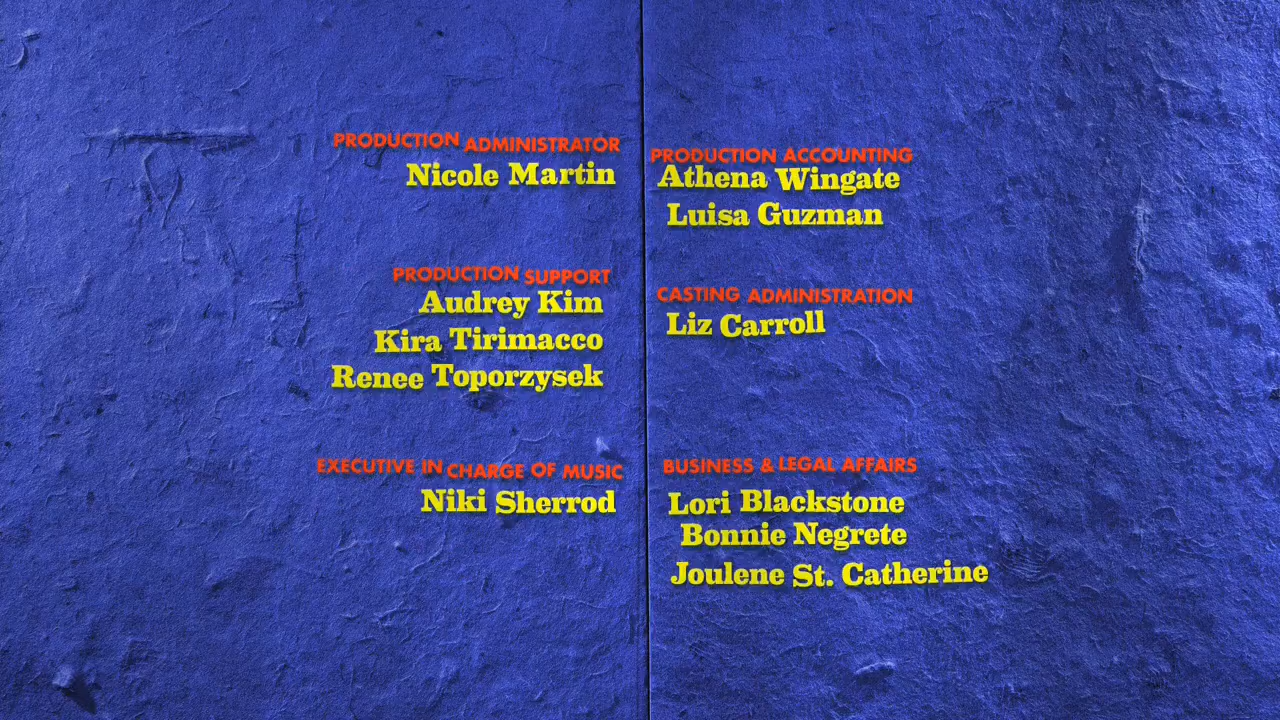 PRODUCTION ADMINISTRATOR
Nicole Martin
PRODUCTION SUPPORT
Audrey Kim
Kira Tirimacco
Renee Toporzysek
EXECUTIVE IN CHARGE OF MUSIC
Niki Sherrod
PRODUCTION ACCOUNTING
Athena Wingate
Luisa Guzman
CASTING ADMINISTRATION
Liz Carroll
BUSINESS & LEGAL AFFAIRS
Lori Blackstone
Bonnie Negrete
Joulene St. Catherine